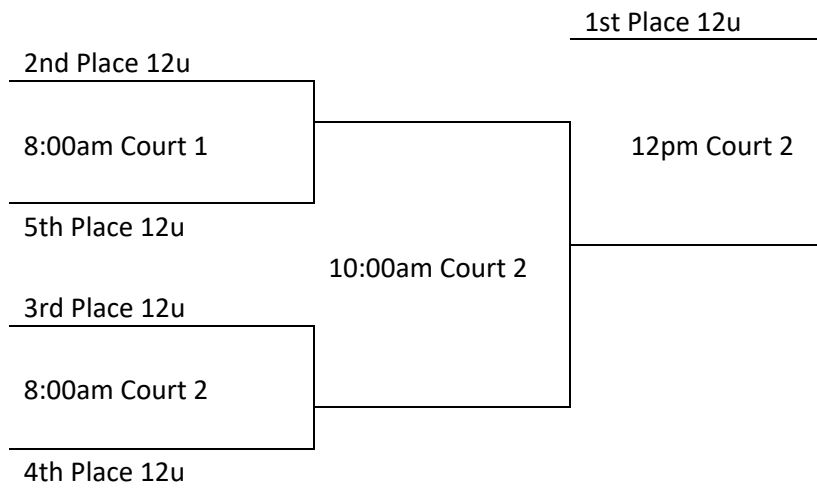 1st Place 12u
2nd Place 12u
8:00am Court 1
12pm Court 2
5th Place 12u
10:00am Court 2
3rd Place 12u
8:00am Court 2
4th Place 12u